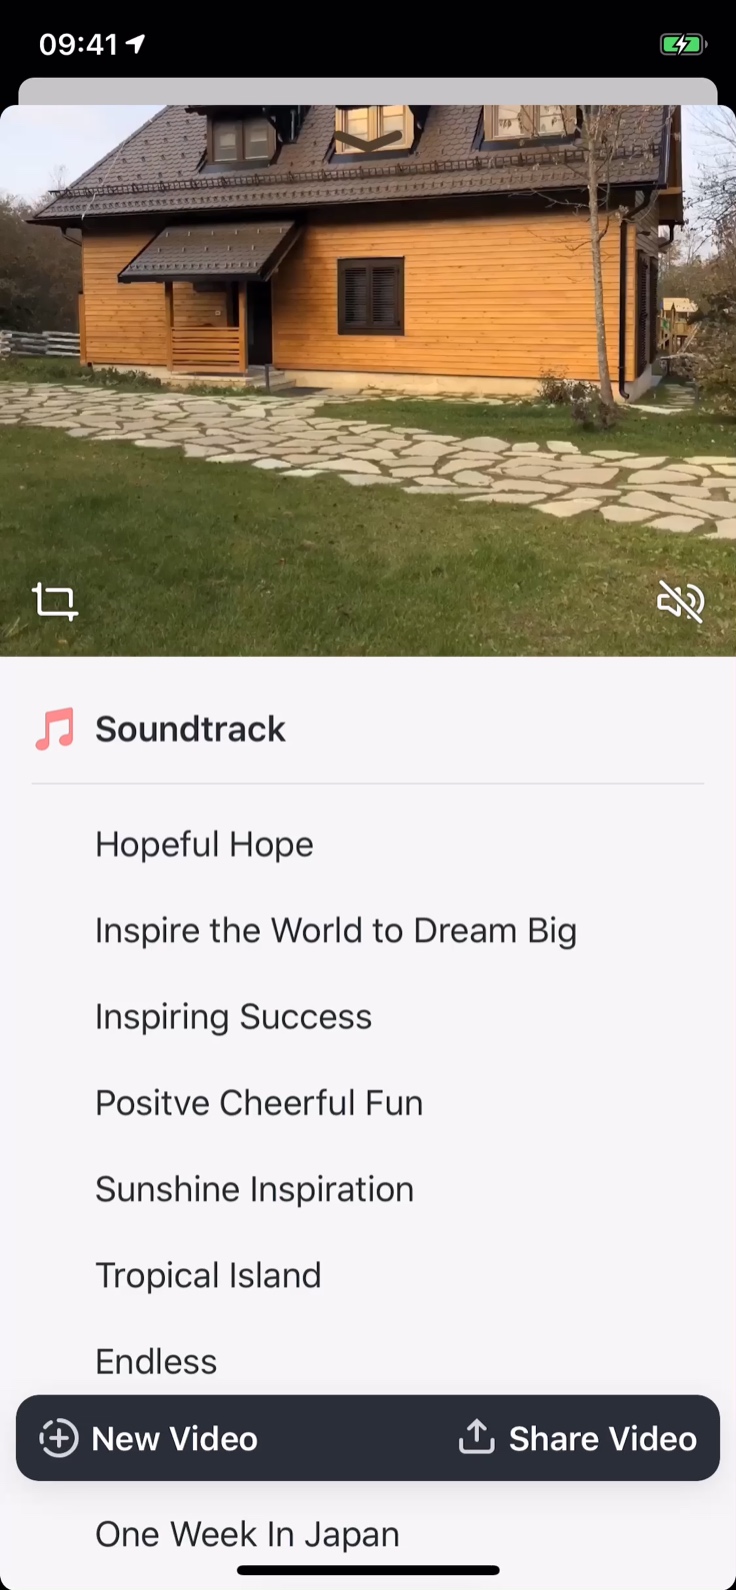 09:41
Soundtrack
Hopeful Hope
Inspire the World to Dream Big
Inspiring Success
Positve Cheerful Fun
Sunshine Inspiration
Tropical Island
Endless
New Video
Share Video
One Week In Japan